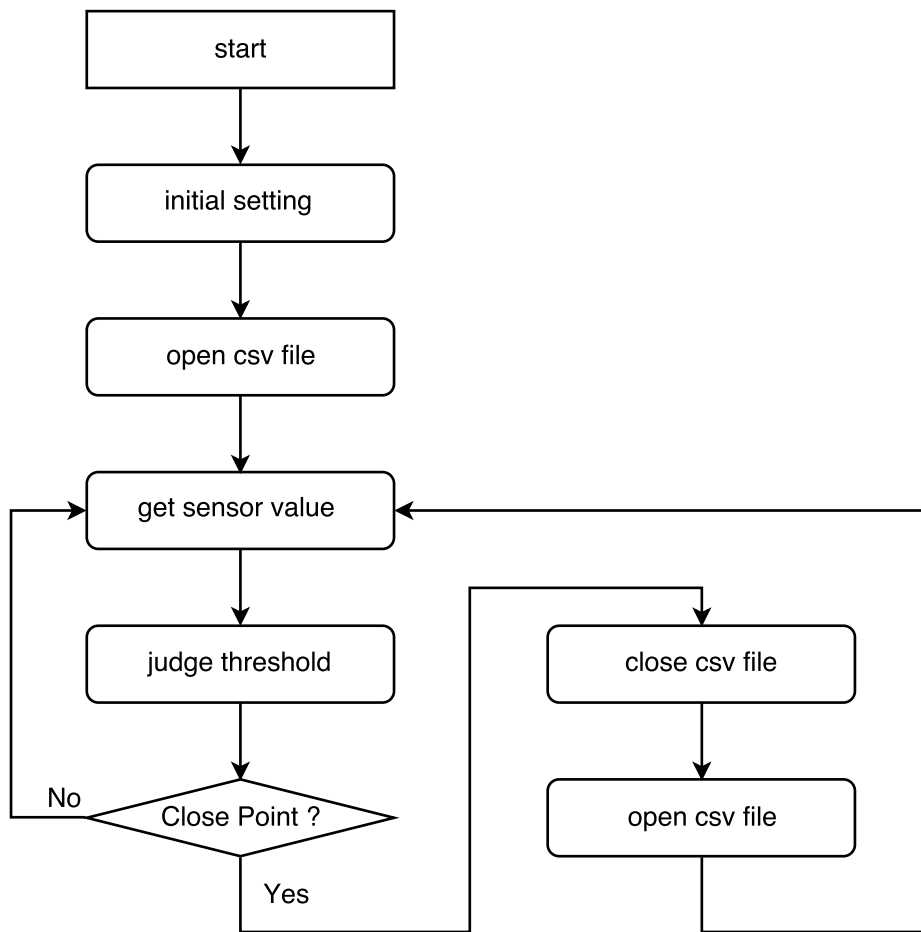 start
initial setting
open csv file
get sensor value
judge threshold
close csv file
No
Close Point ?
open csv file
Yes